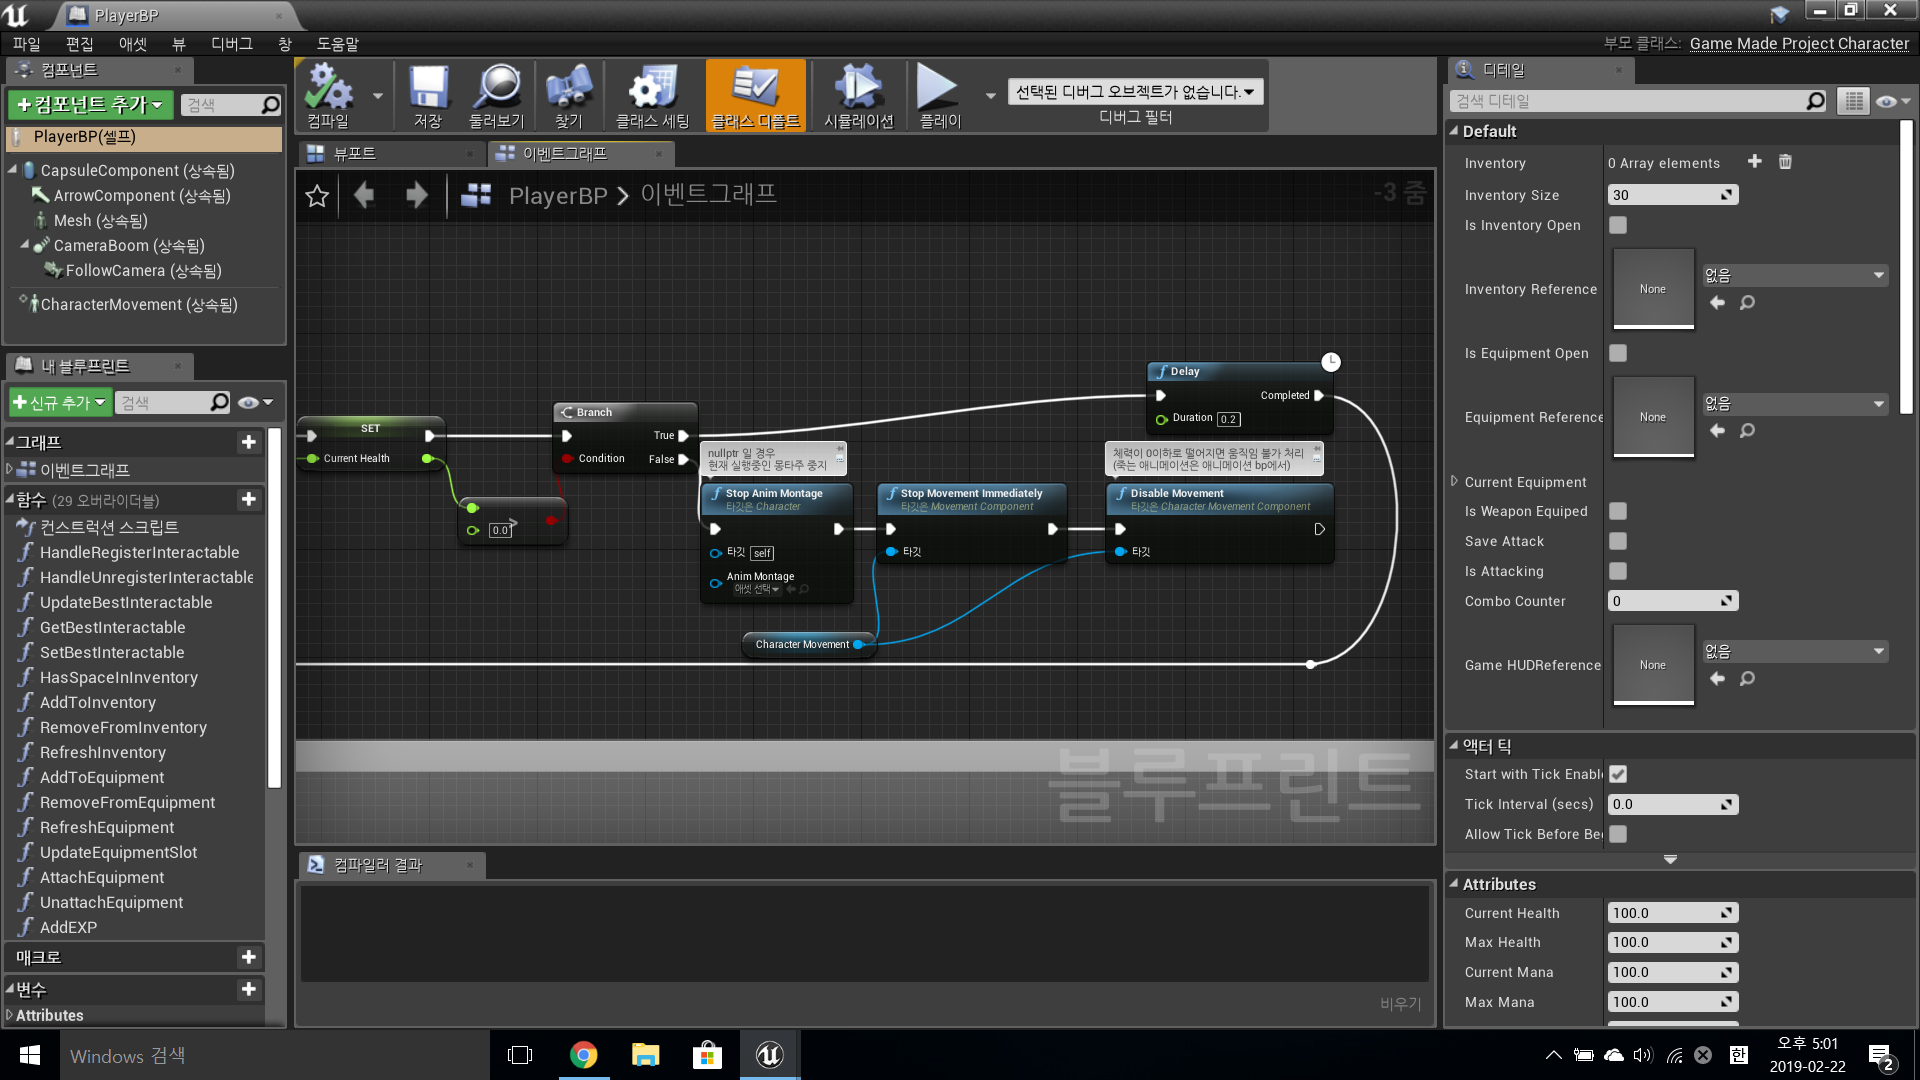 PlayerBP
파일 편집 애셋 뷰 디버그 창 도움말
부모 클래스: Game Made Project Character
컴포넌트
+컴포넌트 추가
검색
PlayerBP(셀프)
CapsuleComponent (상속됨)
ArrowComponent (상속됨)
Mesh (상속됨)
CameraBoom (상속됨)
FollowCamera (상속됨)
CharacterMovement (상속됨)
내 블루프린트
+신규 추가
검색
그래프
이벤트그래프
함수 (29 오버라이더블)
컨스트럭션 스크립트
HandleRegisterInteractable
HandleUnregisterInteractable
UpdateBestInteractable
GetBestInteractable
SetBestInteractable
HasSpaceInInventory
AddToInventory
RemoveFromInventory
RefreshInventory
AddToEquipment
RemoveFromEquipment
RefreshEquipment
UpdateEquipmentSlot
AttachEquipment
UnattachEquipment
AddEXP
매크로
변수
Attributes
컴파일
저장
둘러보기
찾기
클래스 세팅
클래스 디폴트
시뮬레이션
플레이
선택된 디버그 오브젝트가 없습니다.
디버그 필터
뷰포트
이벤트그래프
PlayerBP > 이벤트그래프
-3 줌
SET
Current Health
0.0
>
Branch
True
Condition
False
Delay
Completed
Duration 0.2
nullptr 일 경우
현재 실행중인 몽타주 중지
Stop Anim Montage
타깃은 Character
타깃 self
Anim Montage
애셋 선택
Stop Movement Immediately
타깃은 Movement Component
타깃
체력이 0이하로 떨어지면 움직임 불가 처리
(죽는 애니메이션은 애니메이션 bp에서)
Disable Movement
타깃은 Character Movement Component
타깃
Character Movement
블루프린트
컴파일러 결과
비우기
디테일
검색 디테일
Default
Inventory 0 Array elements
Inventory Size 30
Is Inventory Open
Inventory Reference None 없음
Is Equipment Open
Equipment Reference None 없음
Current Equipment
Is Weapon Equiped
Save Attack
Is Attacking
Combo Counter 0
Game HUDReference None 없음
액터 틱
Start with Tick Enable
Tick Interval (secs) 0.0
Allow Tick Before Be
Attributes
Current Health 100.0
Max Health 100.0
Current Mana 100.0
Max Mana 100.0
Windows 검색
한
오후 5:01
2019-02-22
2